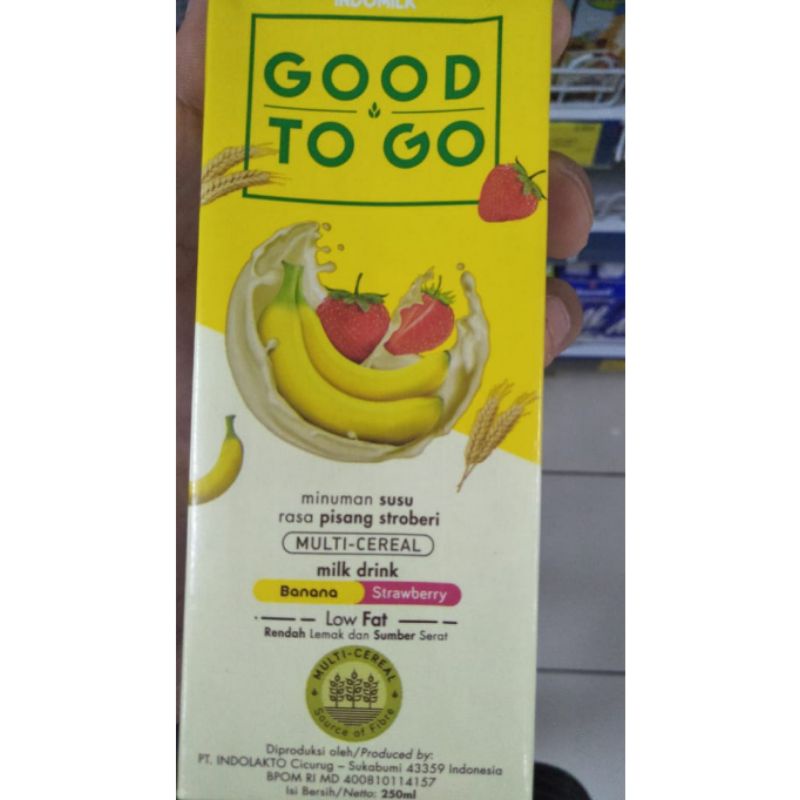 INDOMILK
GOOD
TO GO
minuman susu
rasa pisang stroberi
MULTI-CEREAL
milk drink
Banana Strawberry
Low Fat
Rendah Lemak dan Sumber Serat
MULTI-CEREAL
Source of Fibre
Diproduksi oleh/Produced by:
PT. INDOLAKTO Cicurug – Sukabumi 43359 Indonesia
BPOM RI MD 400810114157
Isi Bersih/Netto: 250ml